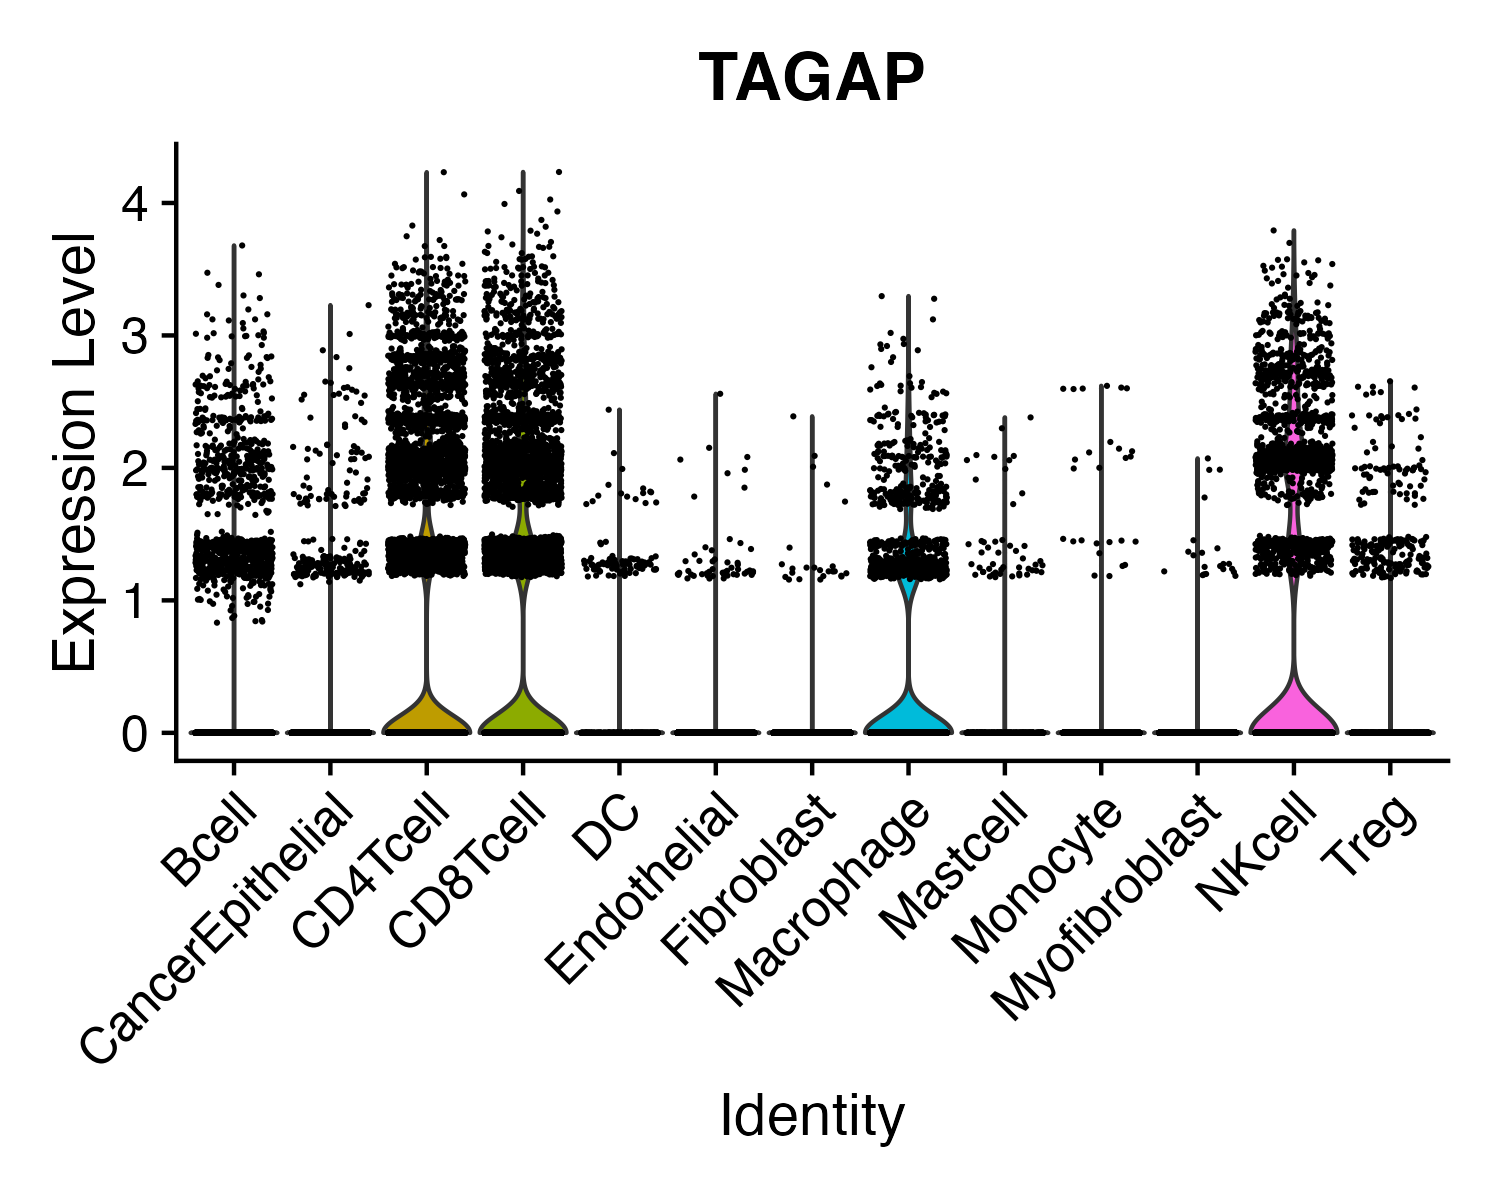 TAGAP
Expression Level
4
3
2
1
0
Bcell
CancerEpithelial
CD4Tcell
CD8Tcell
DC
Endothelial
Fibroblast
Macrophage
Mastcell
Monocyte
Myofibroblast
NKcell
Treg
Identity